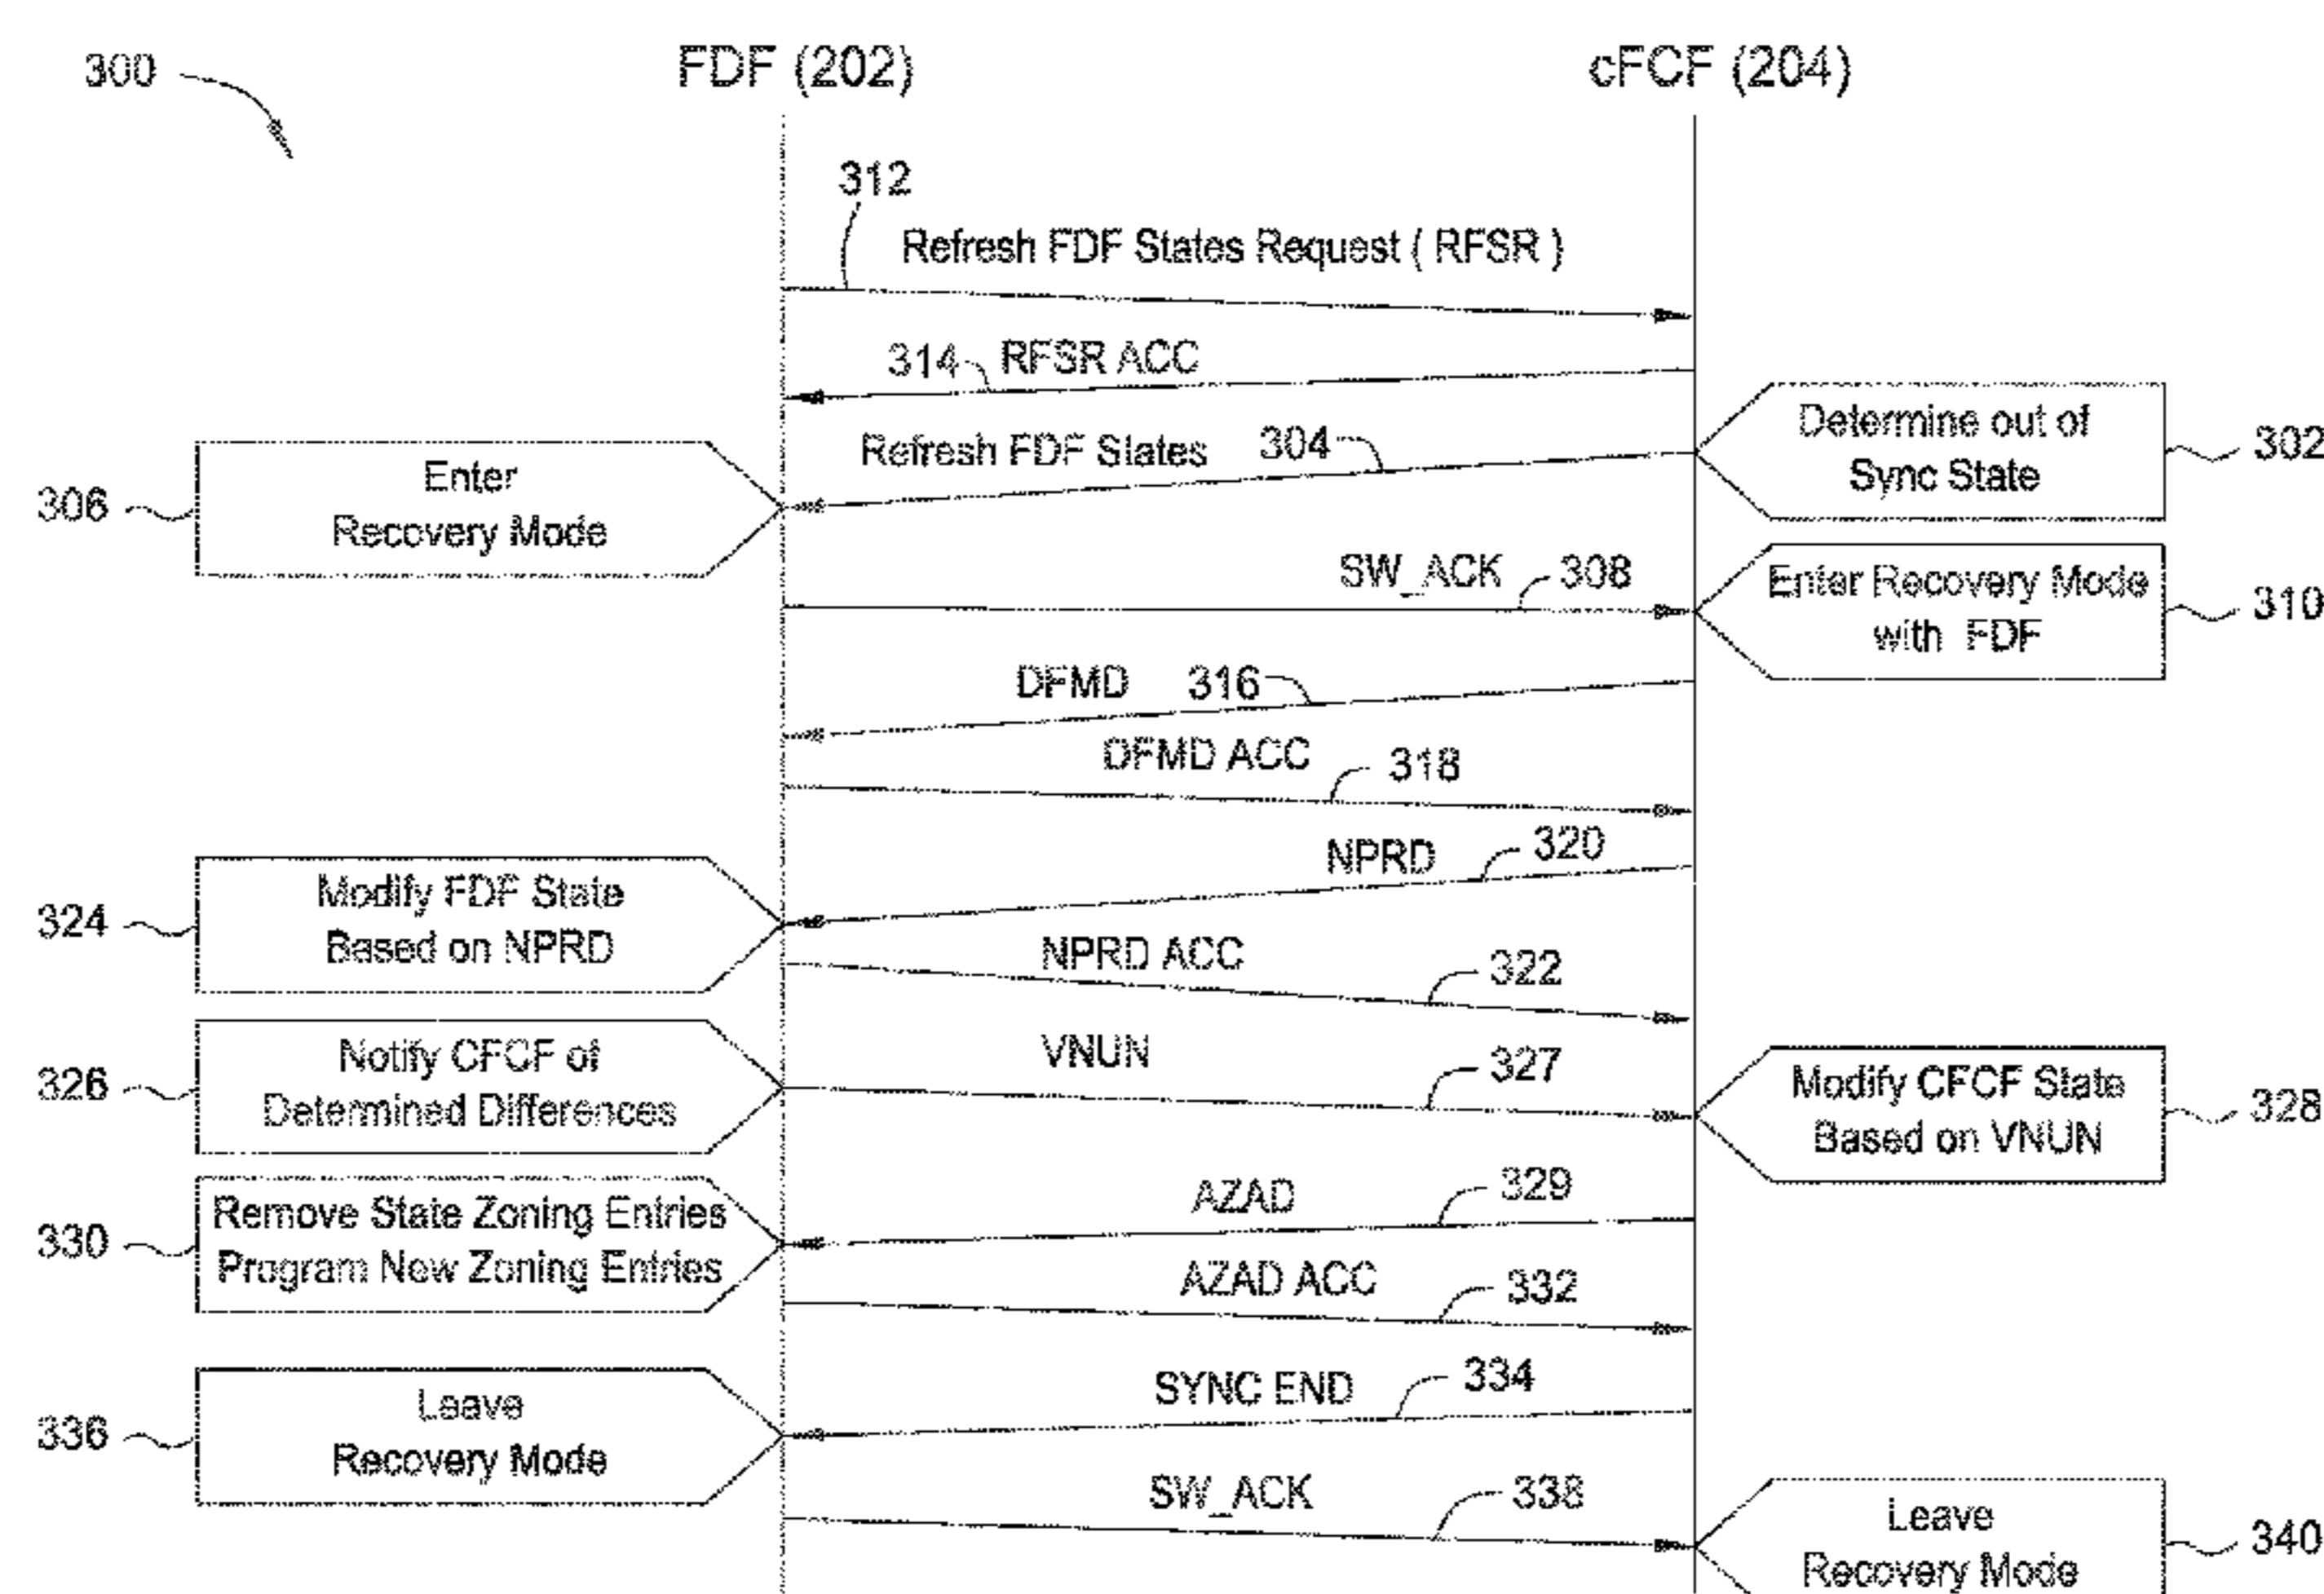 300
FDF (202)
cFCF (204)
312
Refresh FDF States Request ( RFSR )
314
RFSR ACC
Determine out of
Sync State
302
Refresh FDF States
304
Enter
Recovery Mode
306
SW_ACK
308
Enter Recovery Mode
with FDF
310
DFMD
316
DFMD ACC
318
NPRD
320
Modify FDF State
Based on NPRD
324
NPRD ACC
322
Notify CFCF of
Determined Differences
326
VNUN
327
Modify CFCF State
Based on VNUN
328
AZAD
329
Remove State Zoning Entries
Program New Zoning Entries
330
AZAD ACC
332
SYNC END
334
Leave
Recovery Mode
336
SW_ACK
338
Leave
Recovery Mode
340